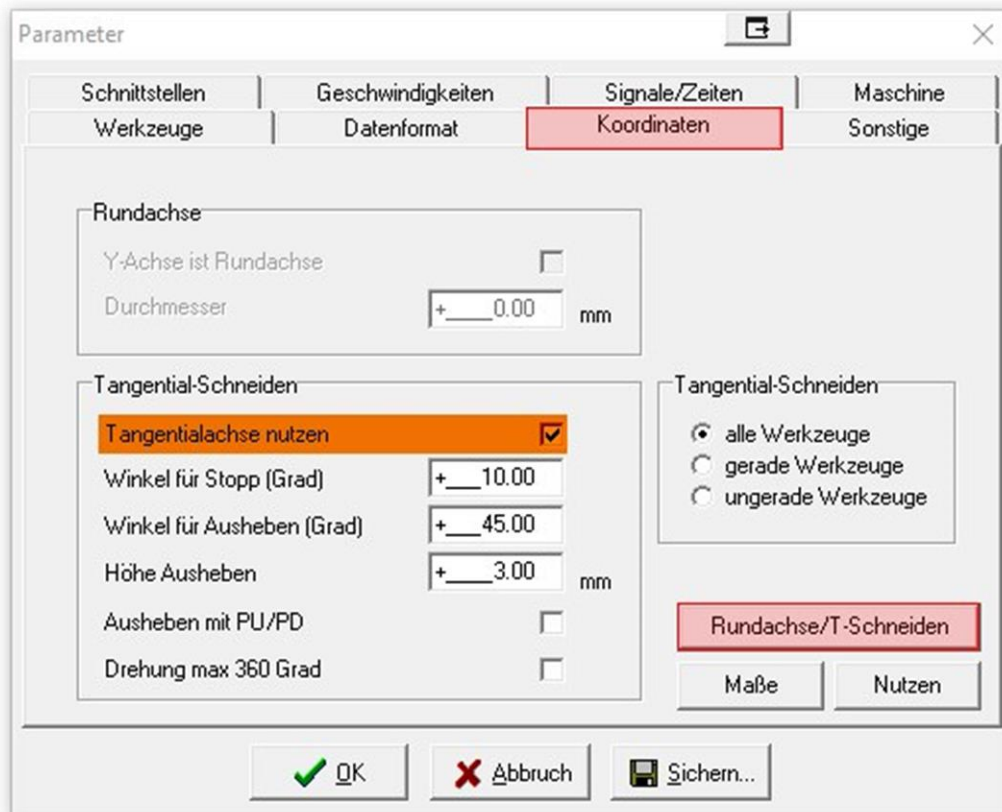 Parameter
Schnittstellen Geschwindigkeiten Signale/Zeiten Maschine
Werkzeuge Datenformat Koordinaten Sonstige
Rundachse
Y-Achse ist Rundachse
Durchmesser +____0.00 mm
Tangential-Schneiden
Tangentialachse nutzen
Winkel für Stopp (Grad) +___10.00
Winkel für Ausheben (Grad) +___45.00
Höhe Ausheben +____3.00 mm
Ausheben mit PU/PD
Drehung max 360 Grad
Tangential-Schneiden
alle Werkzeuge
gerade Werkzeuge
ungerade Werkzeuge
Rundachse/T-Schneiden
Maße Nutzen
OK Abbruch Sichern...